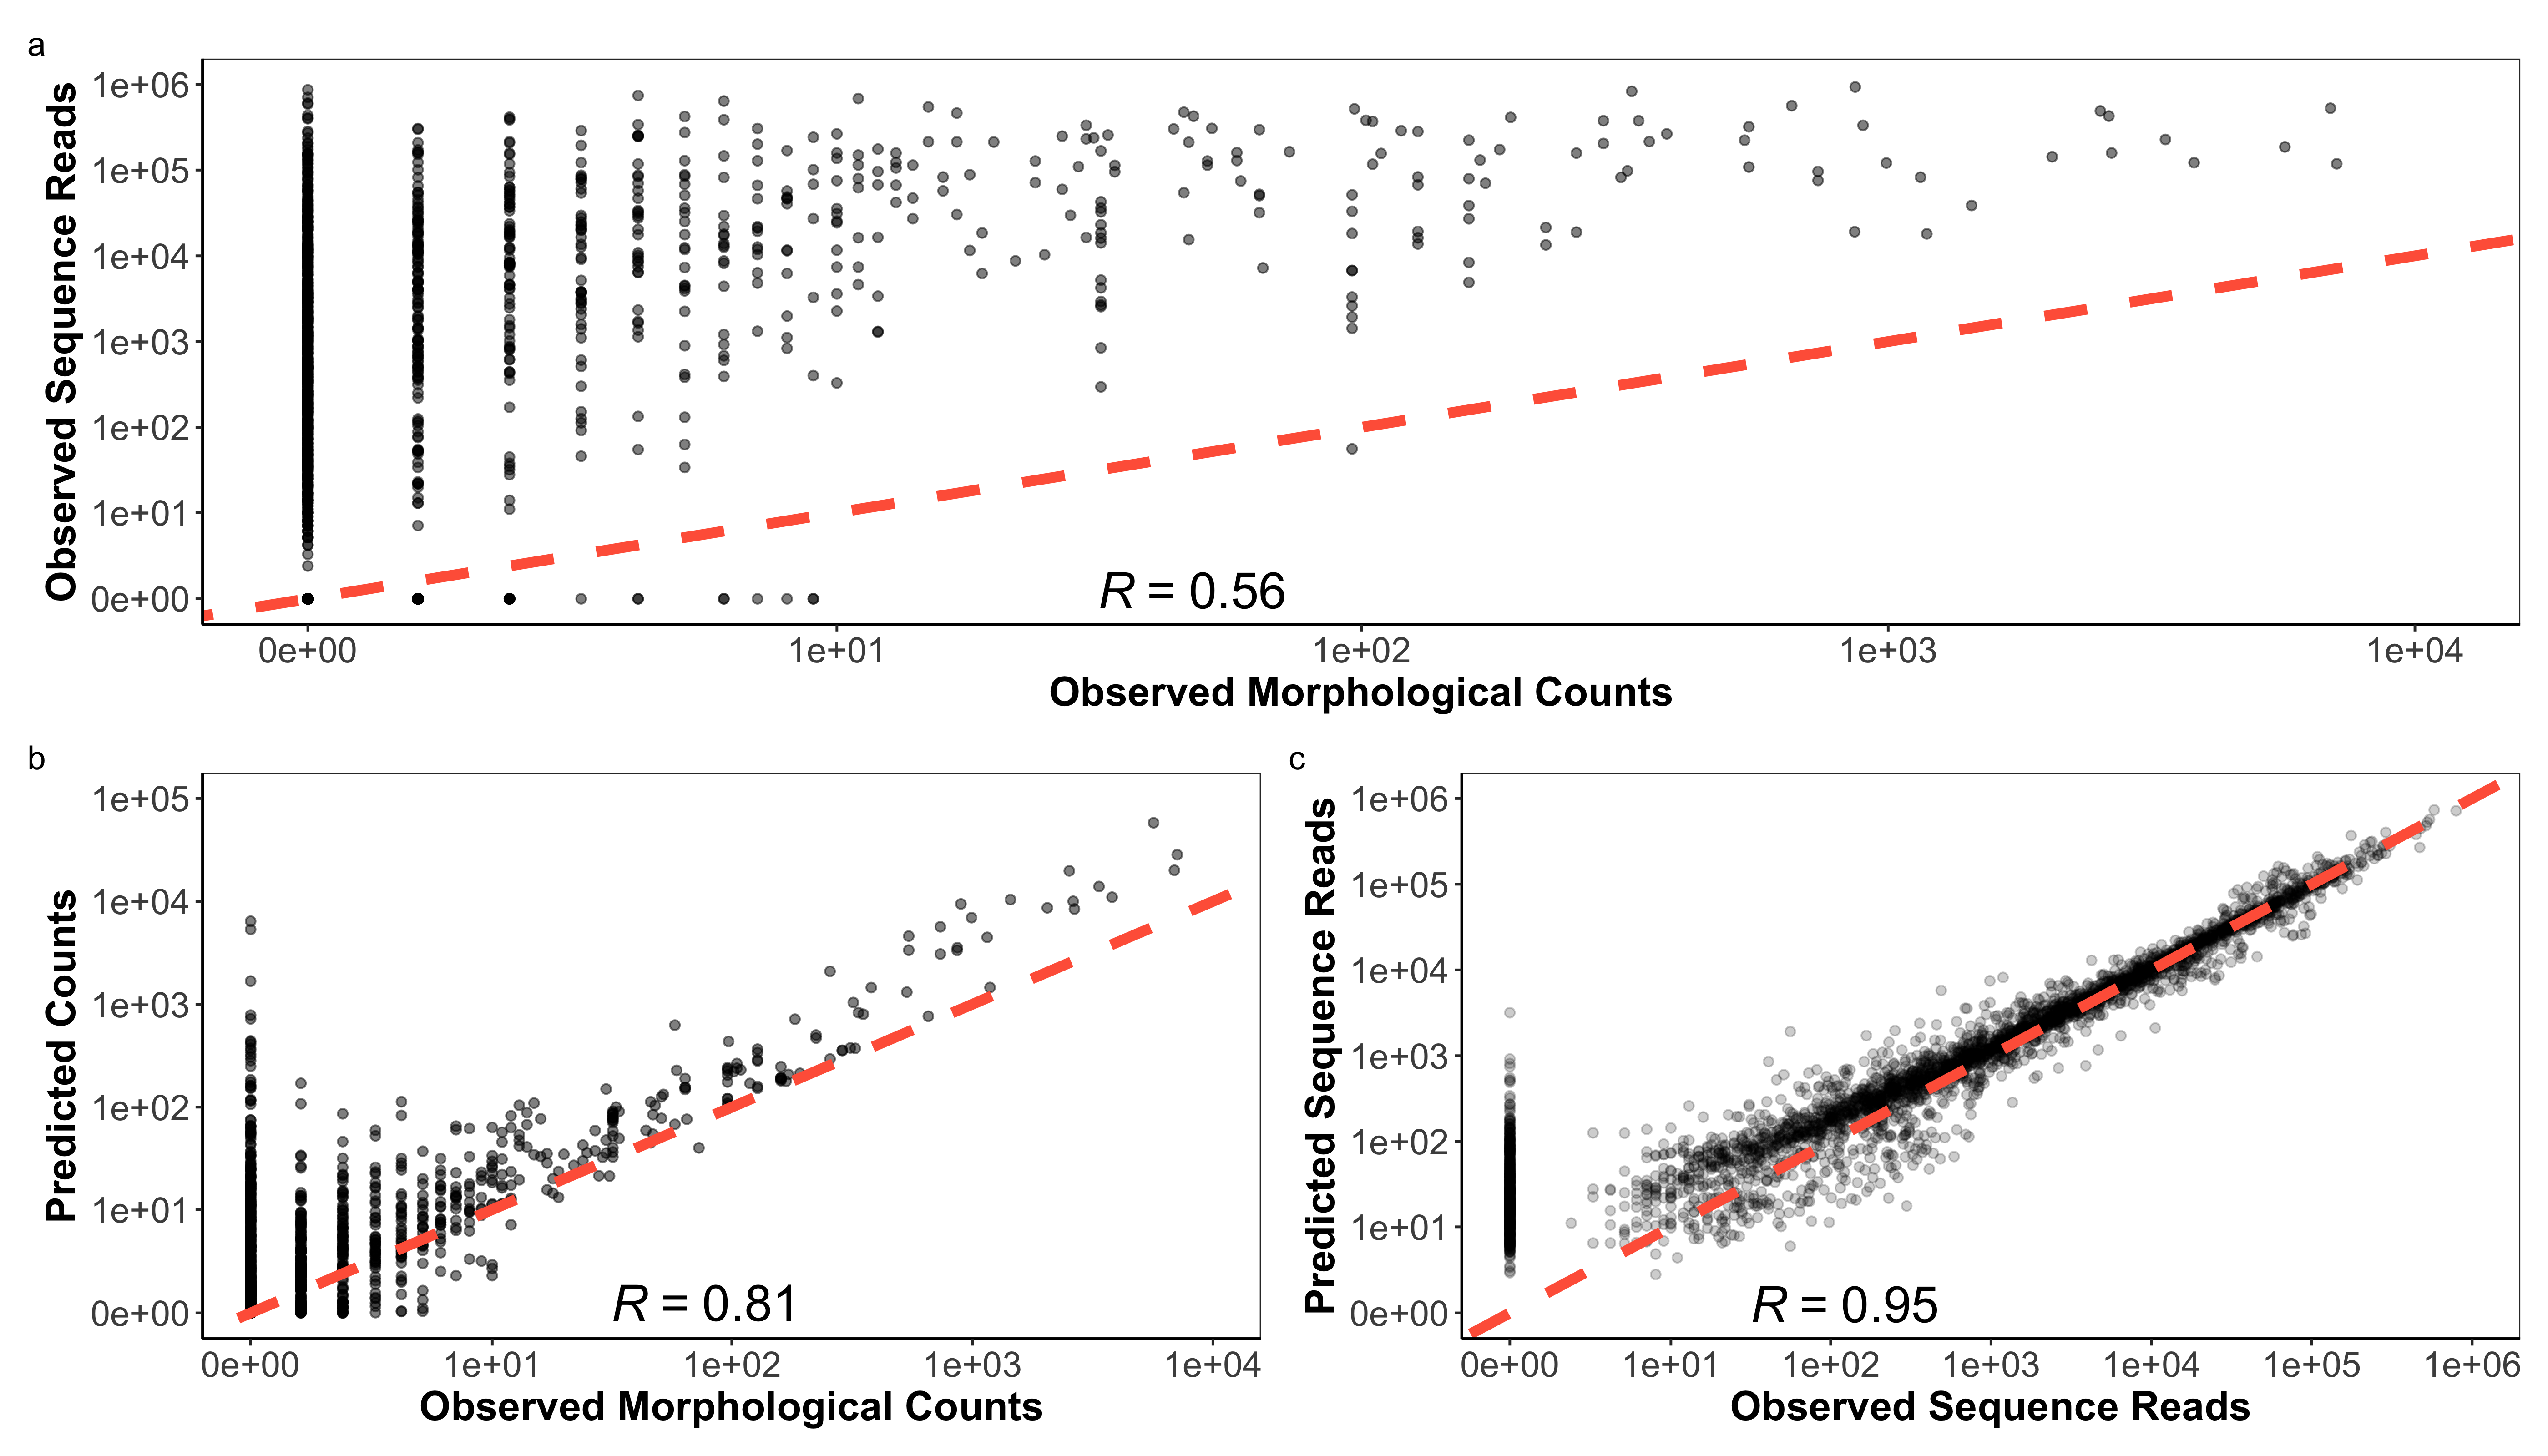 a
Observed Sequence Reads
1e+06
1e+05
1e+04
1e+03
1e+02
1e+01
0e+00
R = 0.56
0e+00 1e+01 1e+02 1e+03 1e+04
Observed Morphological Counts
b
Predicted Counts
1e+05
1e+04
1e+03
1e+02
1e+01
0e+00
R = 0.81
0e+00 1e+01 1e+02 1e+03 1e+04
Observed Morphological Counts
c
Predicted Sequence Reads
1e+06
1e+05
1e+04
1e+03
1e+02
1e+01
0e+00
R = 0.95
0e+00 1e+01 1e+02 1e+03 1e+04 1e+05 1e+06
Observed Sequence Reads